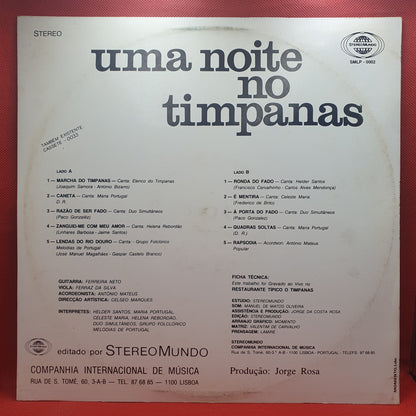 STEREO
STEREOMUNDO
SMLP - 5003
uma noite
no
timpanas
TAMBÉM EXISTENTE
CASSETE - 0033
LADO A
1 — MARCHA DO TIMPANAS — Canta: Elenco do Timpanas
(Joaquim Samora - António Bizarro)
2 — CANETA — Canta: Maria Portugal
(D. R.
3 — RAZÃO DE SER FADO — Canta: Duo Simultâneos
(Paco Gonzalez)
4 — ZANGUEI-ME COM MEU AMOR — Canta: Helena Rebordão
(Linhares Barbosa - Jaime Santos)
5 — LENDAS DO RIO DOURO — Canta - Grupo Folclórico
Melodias de Portugal
(José Manuel Magalhães - Gaspar Castelo Branco)
LADO B
1 — RONDA DO FADO — Canta: Helder Santos
(Francisco Carvalhinho - Carlos Alves Mendonça)
2 — É MENTIRA — Canta: Celeste Maria
(Frederico de Brito)
3 — À PORTA DO FADO — Canta: Duo Simultâneos
(Paco Gonzalez)
4 — QUADRAS SOLTAS — Canta: Maria Portugal
(D. R.)
5 — RAPSODIA — Acordeon: António Mateus
Popular
GUITARRA: FERREIRA NETO
VIOLA: FERRAZ DA SILVA
ACORDEONISTA: ANTONIO MATEUS
DIRECÇÃO ARTÍSTICA: CELSEO MARQUES
INTERPRETES: HELDER SANTOS, MARIA PORTUGAL,
CELESTE MARIA, HELENA REBORDÃO,
DUO SIMULTÂNEOS, GRUPO FOLCLÓRICO
MELODIAS DE PORTUGAL
FICHA TÉCNICA:
Este trabalho foi Gravado ao Vivo no
RESTAURANTE TÍPICO O TIMPANAS
ESTÚDIO: STEREOMUNDO
SOM: MANUEL DE MATOS OLIVEIRA
ASSISTÊNCIA E PRODUÇÃO: JORGE DA COSTA ROSA
EDIÇÃO: STEREOMUNDO
ARRANJO GRÁFICO: MOMENTO
MATRIZ: VALENTIM DE CARVALHO
PRENSAGEM: LAMIRÉ
STEREOMUNDO
COMPANHIA INTERNACIONAL DE MÚSICA
RUA DE S. TOMÉ, 60 3.º A-B — 1100 LISBOA - PORTUGAL - TELEFS. 87 66 85
editado por STEREOMUNDO
COMPANHIA INTERNACIONAL DE MÚSICA
RUA DE S. TOMÉ, 60, 3-A-B — TEL. 87 68 85 — 1100 LISBOA
Produção: Jorge Rosa